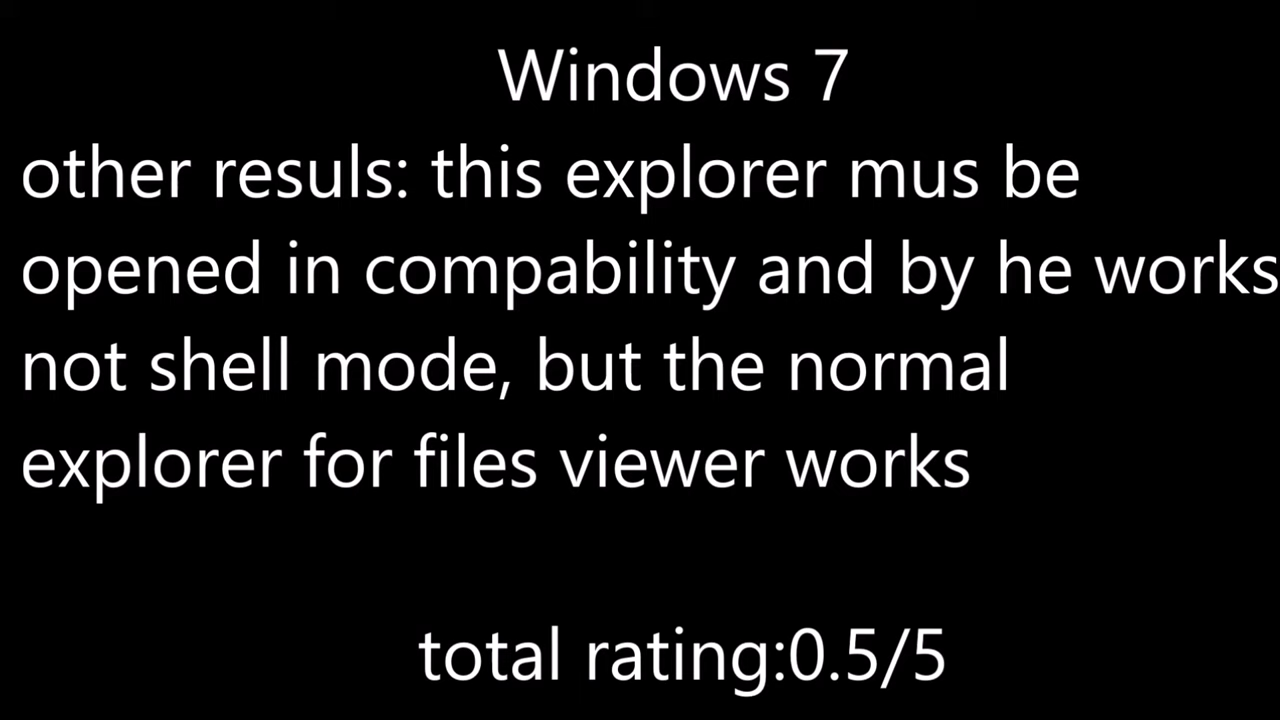 Windows 7
other resuls: this explorer mus be
opened in compability and by he works
not shell mode, but the normal
explorer for files viewer works
total rating:0.5/5